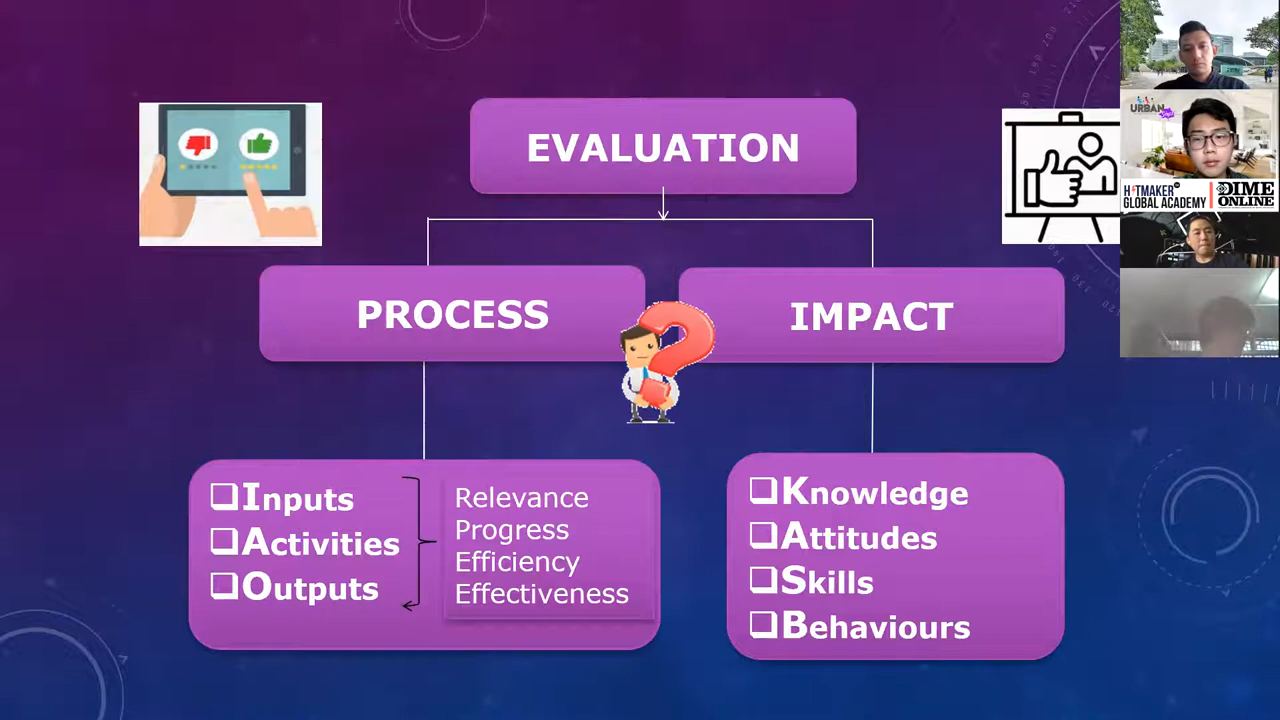 EVALUATION
PROCESS
IMPACT
❑Inputs
❑Activities
❑Outputs
Relevance
Progress
Efficiency
Effectiveness
❑Knowledge
❑Attitudes
❑Skills
❑Behaviours
URBAN
HITMAKER
GLOBAL ACADEMY
DIME
ONLINE